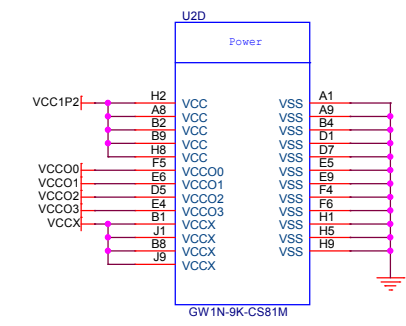 U2D
Power
VCC1P2 H2 VCC VSS A1
A8 VCC VSS A9
B2 VCC VSS B4
B9 VCC VSS D1
H8 VCC VSS D7
VCCO0 F5 VCCO0 VSS E5
VCCO1 E6 VCCO1 VSS E9
VCCO2 D5 VCCO2 VSS F4
VCCO3 E4 VCCO3 VSS F6
VCCX B1 VCCX VSS H1
J1 VCCX VSS H5
B8 VCCX VSS H9
J9 VCCX
GW1N-9K-CS81M